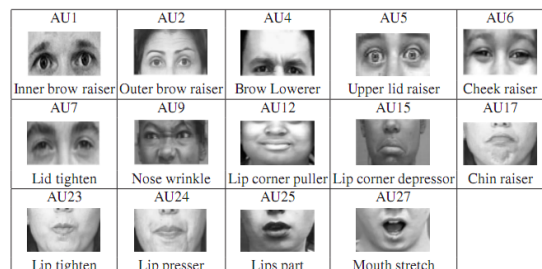 AU1 AU2 AU4 AU5 AU6
Inner brow raiser Outer brow raiser Brow Lowerer Upper lid raiser Cheek raiser
AU7 AU9 AU12 AU15 AU17
Lid tighten Nose wrinkle Lip corner puller Lip corner depressor Chin raiser
AU23 AU24 AU25 AU27
Lip tighten Lip presser Lips part Mouth stretch